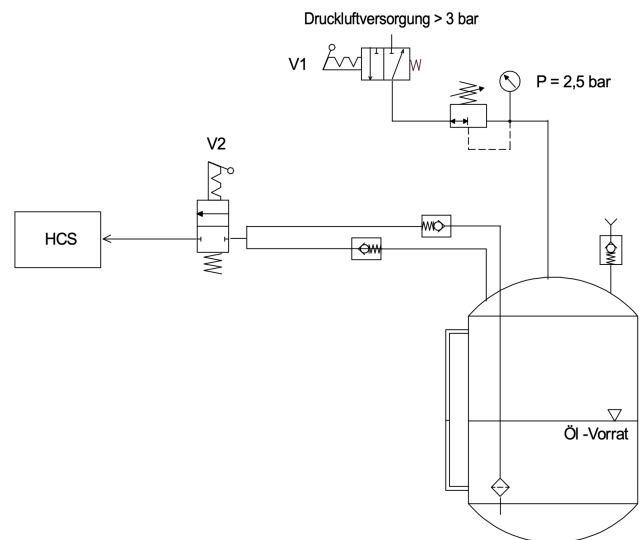 Druckluftversorgung > 3 bar
V1
P = 2,5 bar
V2
HCS
Öl -Vorrat